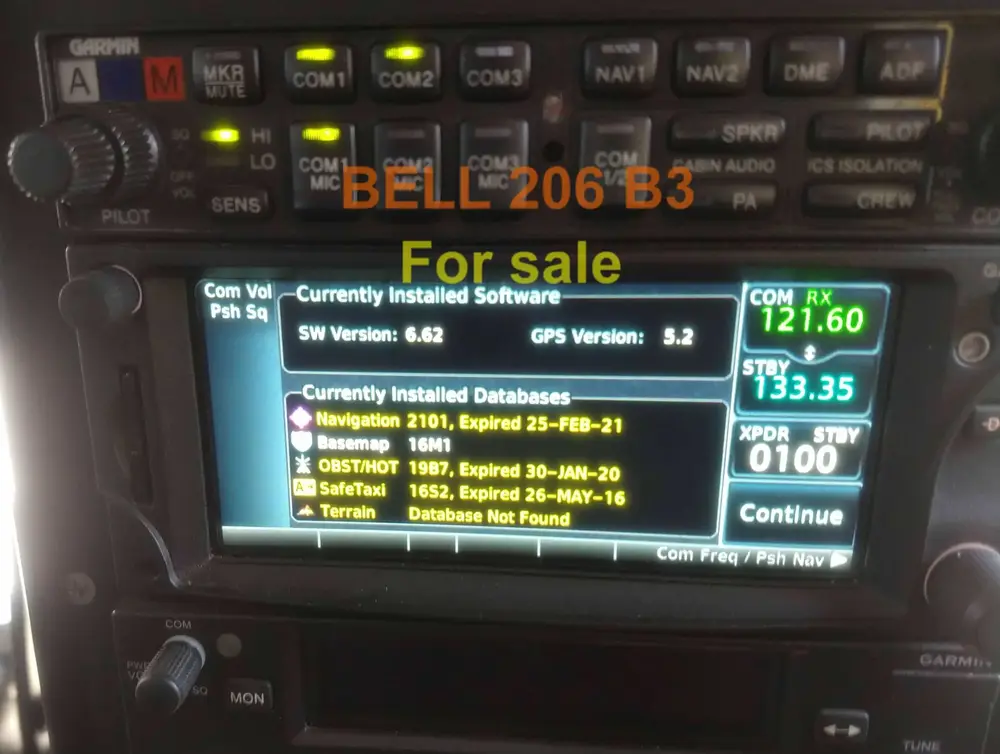 GARMIN
A M MKR MUTE COM1 COM2 COM3 NAV1 NAV2 DME ADF
SQ HI LO COM1 MIC COM2 MIC COM3 MIC COM 1/2 SPKR PILOT
CABIN AUDIO ICS ISOLATION
OFF VOL SENS PA CREW
PILOT
BELL 206 B3
For sale
Com Vol
Psh Sq
Currently Installed Software
SW Version: 6.62 GPS Version: 5.2
COM RX
121.60
STBY
133.35
Currently Installed Databases
Navigation 2101, Expired 25-FEB-21
Basemap 16M1
OBST/HOT 19B7, Expired 30-JAN-20
SafeTaxi 16S2, Expired 26-MAY-16
Terrain Database Not Found
XPDR STBY
0100
Continue
Com Freq / Psh Nav
COM
SQ
MON
GARMIN
TUNE